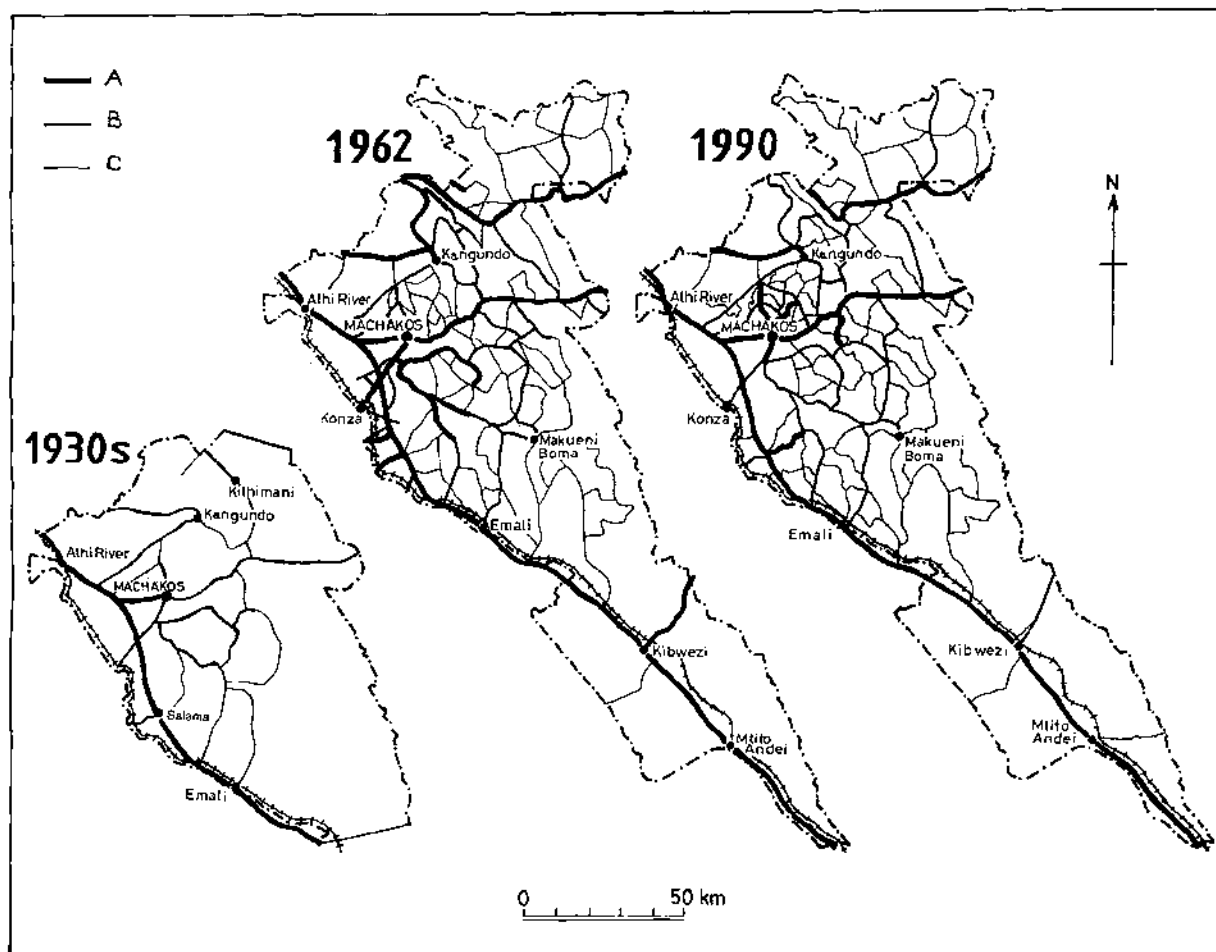 A
B
C
1962
1990
N
Kangundo
Athi River
MACHAKOS
Konza
Makueni
Boma
Emali
Kibwezi
Mtito
Andei
Kangundo
Athi River
MACHAKOS
Konza
Makueni
Boma
Emali
Kibwezi
Mtito
Andei
1930s
Kithimani
Kangundo
Athi River
MACHAKOS
Salama
Emali
0 50 km